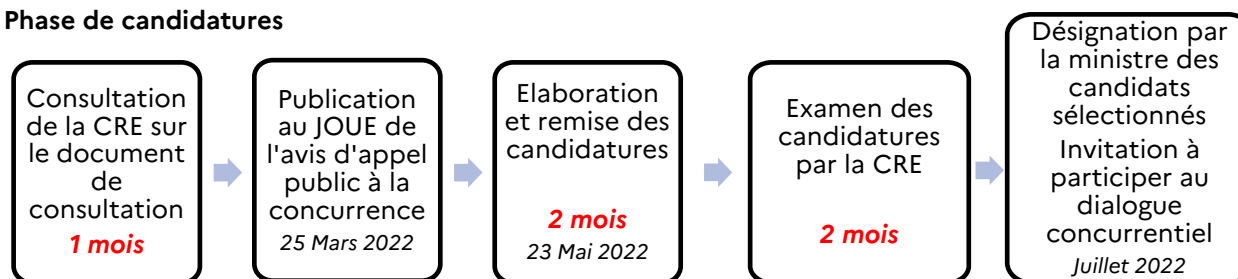 Phase de candidatures
Consultation
de la CRE sur
le document
de
consultation
1 mois
Publication
au JOUE de
l'avis d'appel
public à la
concurrence
25 Mars 2022
Elaboration
et remise des
candidatures
2 mois
23 Mai 2022
Examen des
candidatures
par la CRE
2 mois
Désignation par
la ministre des
candidats
sélectionnés
Invitation à
participer au
dialogue
concurrentiel
Juillet 2022